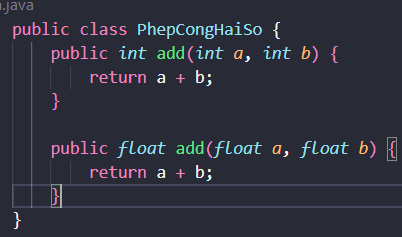 .java
public class PhepCongHaiSo {
    public int add(int a, int b) {
        return a + b;
    }

    public float add(float a, float b) {
        return a + b;
    }
}